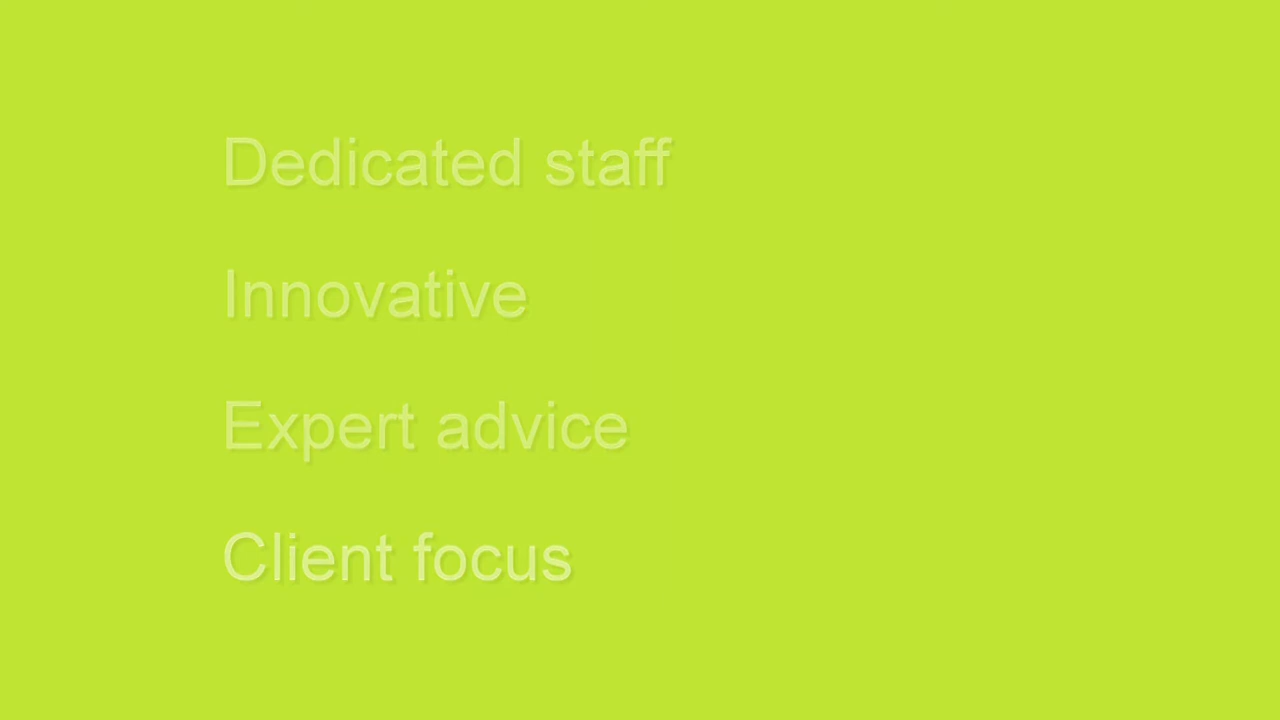 Dedicated staff
Innovative
Expert advice
Client focus